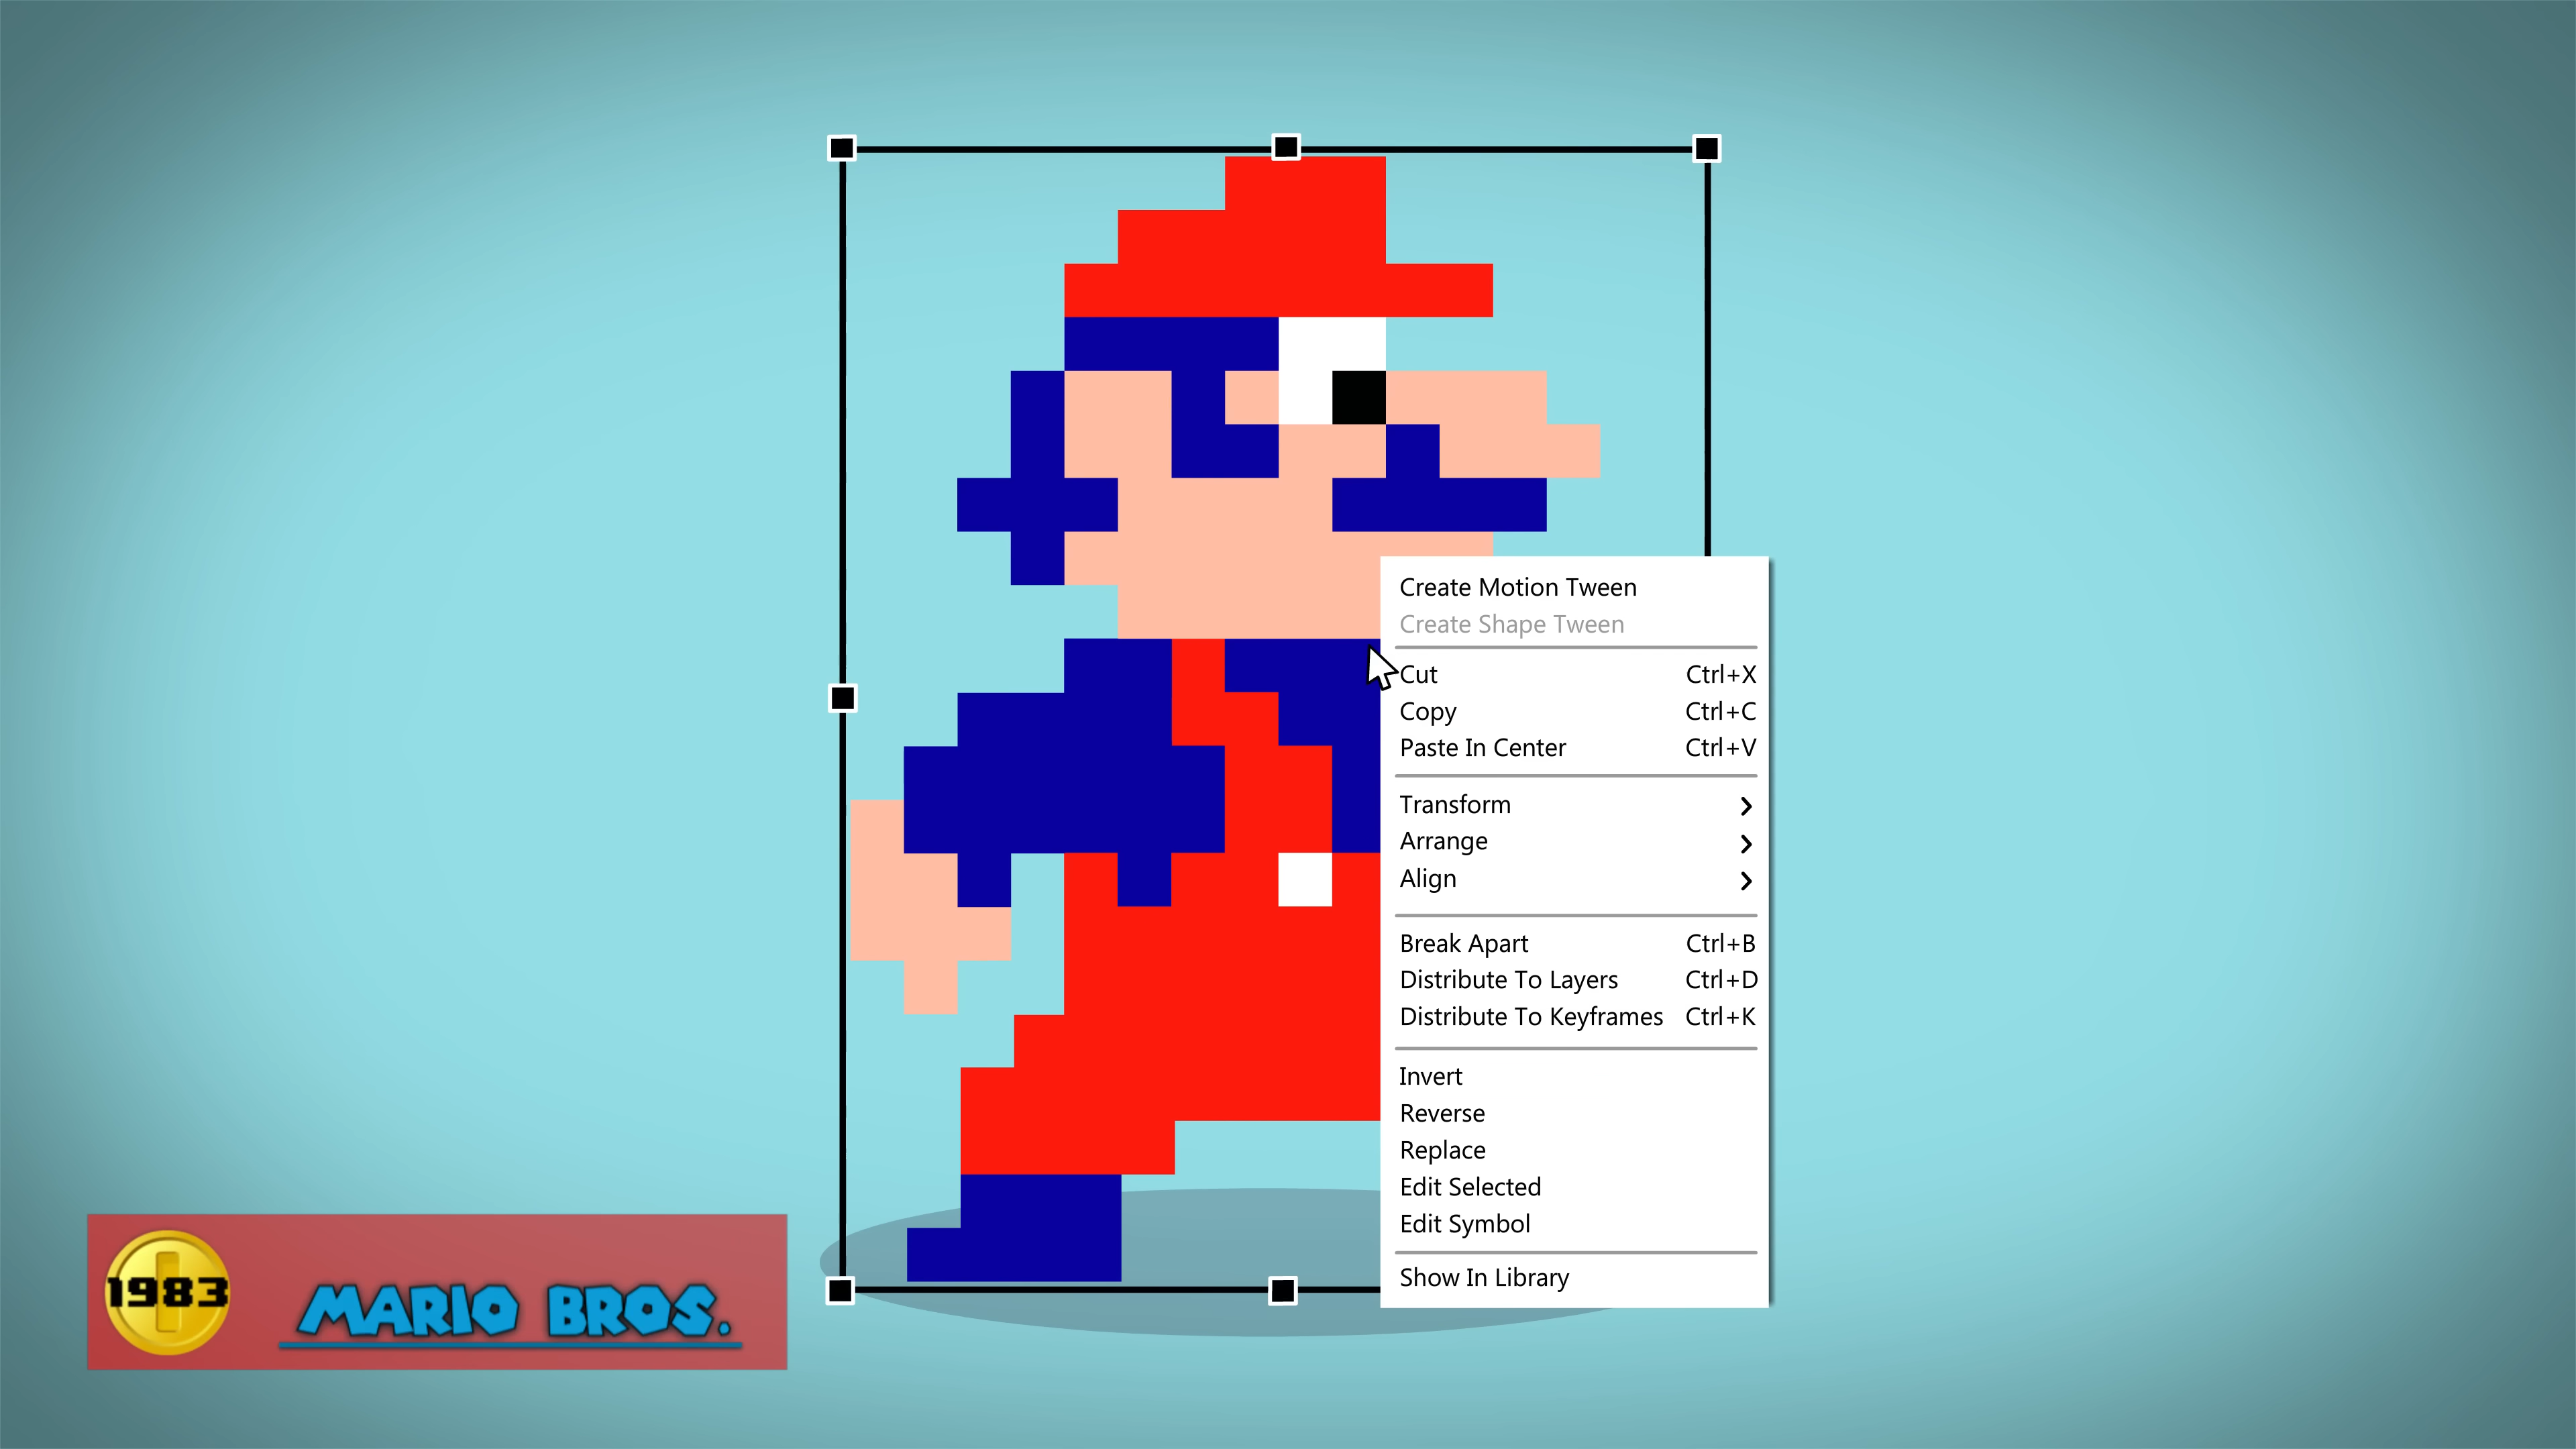 Create Motion Tween
Create Shape Tween
Cut Ctrl+X
Copy Ctrl+C
Paste In Center Ctrl+V
Transform
Arrange
Align
Break Apart Ctrl+B
Distribute To Layers Ctrl+D
Distribute To Keyframes Ctrl+K
Invert
Reverse
Replace
Edit Selected
Edit Symbol
Show In Library
1983 MARIO BROS.